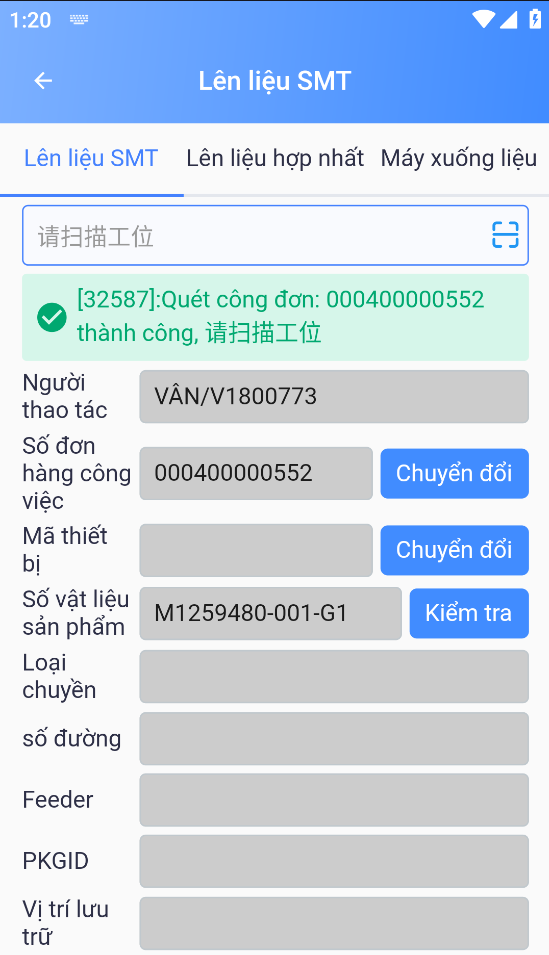 1:20
Lên liệu SMT
Lên liệu SMT Lên liệu hợp nhất Máy xuống liệu
请扫描工位
[32587]:Quét công đơn: 000400000552
thành công, 请扫描工位
Người
thao tác
VÂN/V1800773
Số đơn
hàng công
việc
000400000552
Chuyển đổi
Mã thiết
bị
Chuyển đổi
Số vật liệu
sản phẩm
M1259480-001-G1
Kiểm tra
Loại
chuyền
số đường
Feeder
PKGID
Vị trí lưu
trữ